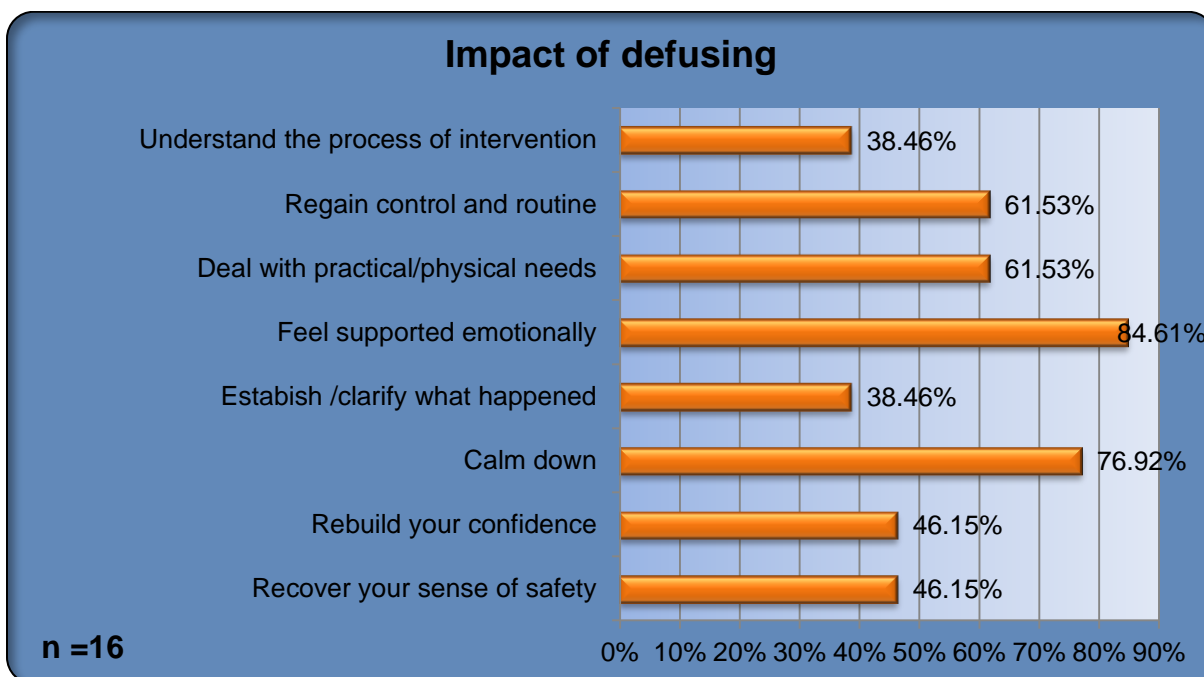 Impact of defusing
Understand the process of intervention
38.46%
Regain control and routine
61.53%
Deal with practical/physical needs
61.53%
Feel supported emotionally
84.61%
Estabish /clarify what happened
38.46%
Calm down
76.92%
Rebuild your confidence
46.15%
Recover your sense of safety
46.15%
n =16
0% 10% 20% 30% 40% 50% 60% 70% 80% 90%